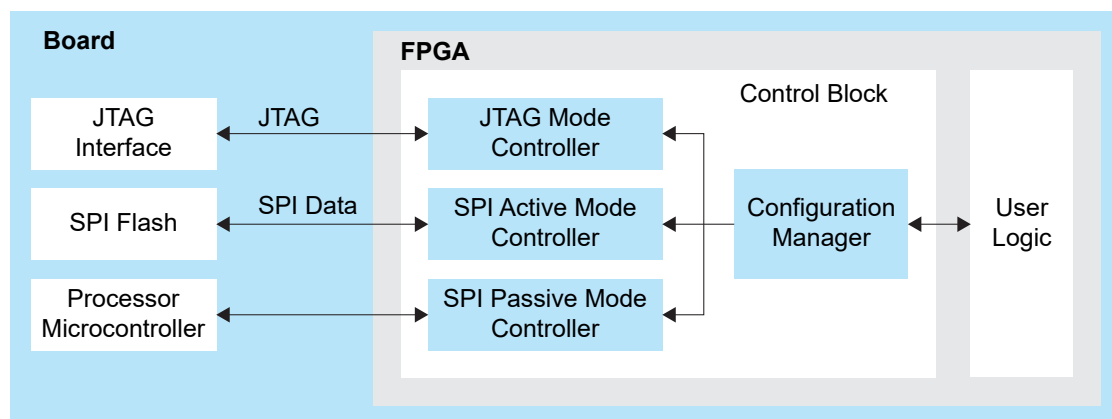 Board
FPGA
Control Block
JTAG
Interface
JTAG
JTAG Mode
Controller
SPI Flash
SPI Data
SPI Active Mode
Controller
Configuration
Manager
User
Logic
Processor
Microcontroller
SPI Passive Mode
Controller